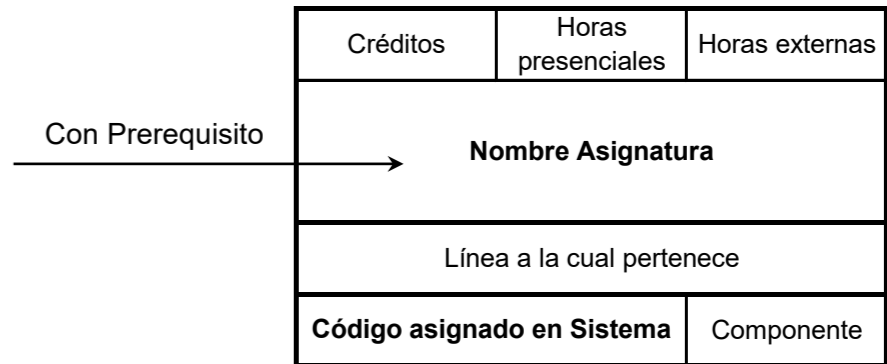 Créditos
Horas
presenciales
Horas externas
Con Prerequisito
Nombre Asignatura
Línea a la cual pertenece
Código asignado en Sistema
Componente